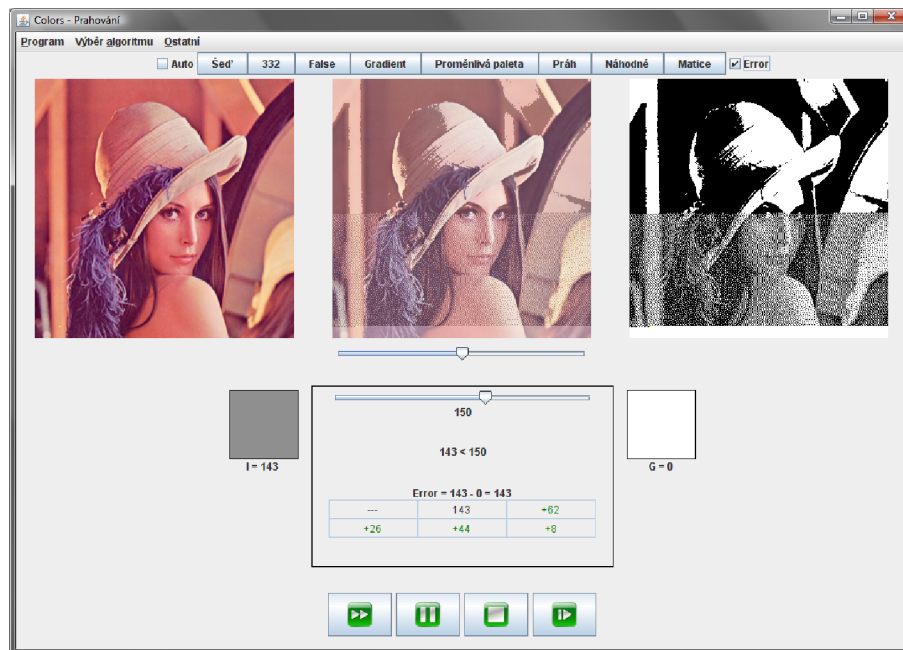 Colors - Prahování
Program Výběr algoritmu Ostatní
Auto Šeď 332 False Gradient Proměnlivá paleta Práh Náhodné Matice Error
150
143 < 150
I = 143
G = 0
Error = 143 - 0 = 143
--- 143 +62
+26 +44 +8